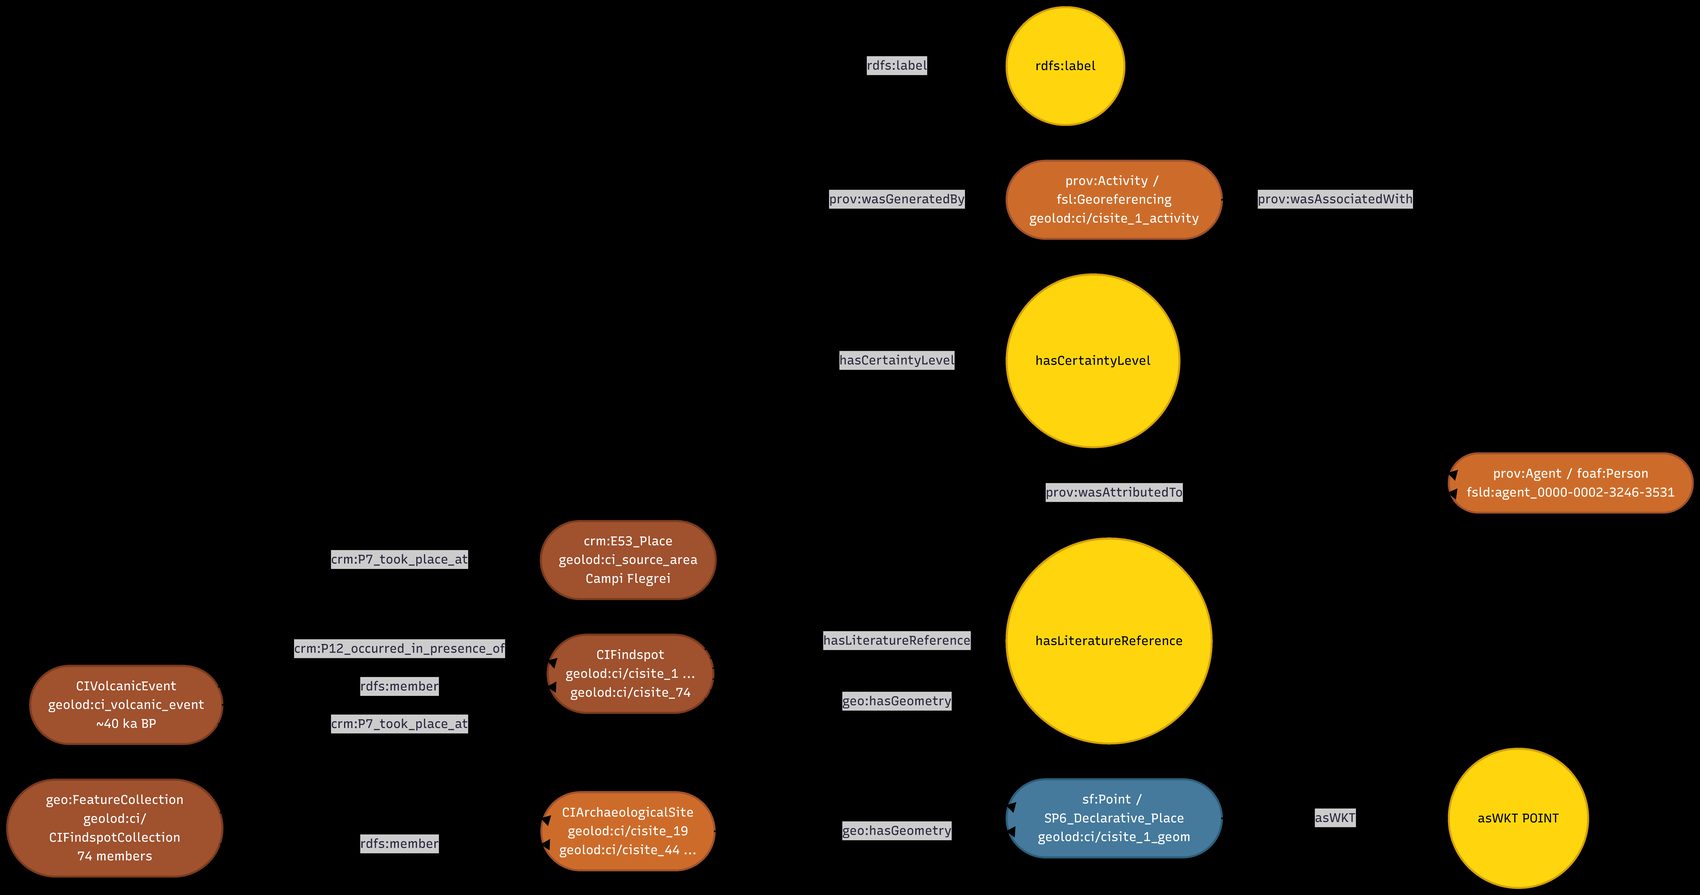 rdfs:label
rdfs:label
prov:wasGeneratedBy
prov:Activity /
fsl:Georeferencing
geolod:ci/cisite_1_activity
prov:wasAssociatedWith
hasCertaintyLevel
hasCertaintyLevel
prov:wasAttributedTo
prov:Agent / foaf:Person
fsld:agent_0000-0002-3246-3531
crm:P7_took_place_at
crm:E53_Place
geolod:ci_source_area
Campi Flegrei
crm:P12_occurred_in_presence_of
rdfs:member
crm:P7_took_place_at
CIFindspot
geolod:ci/cisite_1 ...
geolod:ci/cisite_74
hasLiteratureReference
hasLiteratureReference
geo:hasGeometry
CIVolcanicEvent
geolod:ci_volcanic_event
~40 ka BP
geo:FeatureCollection
geolod:ci/
CIFindspotCollection
74 members
rdfs:member
CIArchaeologicalSite
geolod:ci/cisite_19
geolod:ci/cisite_44 ...
geo:hasGeometry
sf:Point /
SP6_Declarative_Place
geolod:ci/cisite_1_geom
asWKT
asWKT POINT